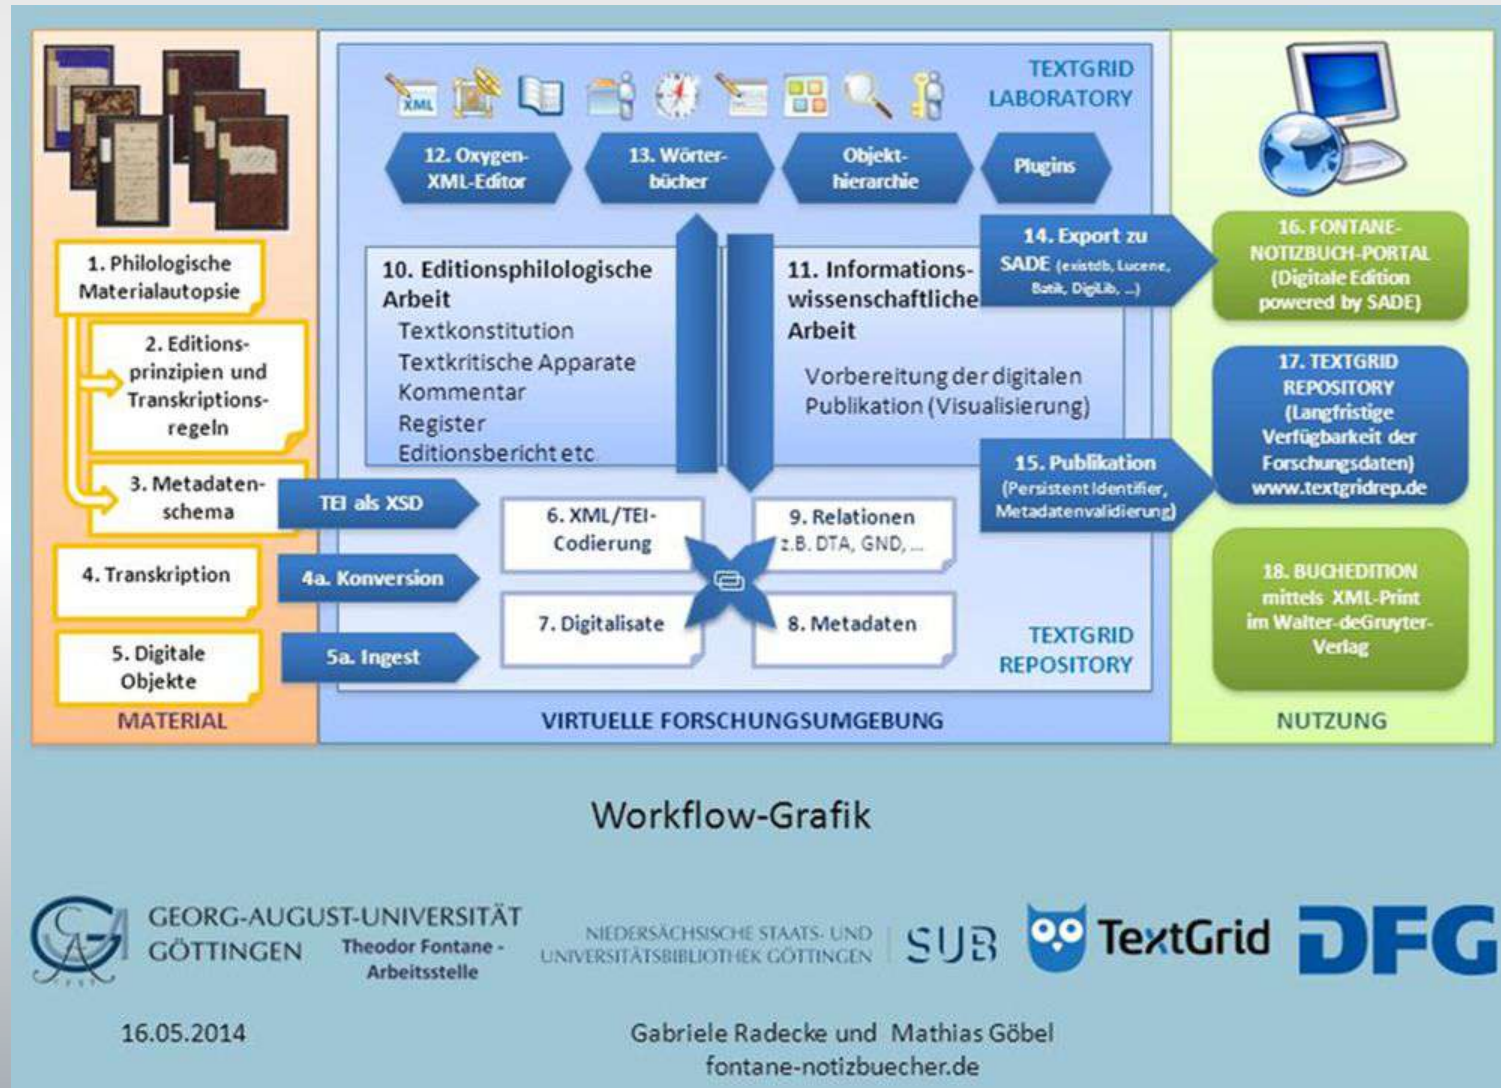 1. Philologische
Materialautopsie
2. Editions-
prinzipien und
Transkriptions-
regeln
3. Metadaten-
schema
4. Transkription
5. Digitale
Objekte
MATERIAL
TEI als XSD
4a. Konversion
5a. Ingest
TEXTGRID
LABORATORY
XML
12. Oxygen-
XML-Editor
13. Wörter-
bücher
Objekt-
hierarchie
Plugins
10. Editionsphilologische
Arbeit
Textkonstitution
Textkritische Apparate
Kommentar
Register
Editionsbericht etc
11. Informations-
wissenschaftliche
Arbeit
Vorbereitung der digitalen
Publikation (Visualisierung)
14. Export zu
SADE (existdb, Lucene,
Batik, DigiLib, ...)
15. Publikation
(Persistent Identifier,
Metadatenvalidierung)
6. XML/TEI-
Codierung
9. Relationen
z.B. DTA, GND, ...
7. Digitalisate
8. Metadaten
TEXTGRID
REPOSITORY
VIRTUELLE FORSCHUNGSUMGEBUNG
16. FONTANE-
NOTIZBUCH-PORTAL
(Digitale Edition
powered by SADE)
17. TEXTGRID
REPOSITORY
(Langfristige
Verfügbarkeit der
Forschungsdaten)
www.textgridrep.de
18. BUCHEDITION
mittels XML-Print
im Walter-deGruyter-
Verlag
NUTZUNG
Workflow-Grafik
GEORG-AUGUST-UNIVERSITÄT
GÖTTINGEN
Theodor Fontane -
Arbeitsstelle
NIEDERSÄCHSISCHE STAATS- UND
UNIVERSITÄTSBIBLIOTHEK GÖTTINGEN
SUB
TextGrid
DFG
16.05.2014
Gabriele Radecke und Mathias Göbel
fontane-notizbuecher.de